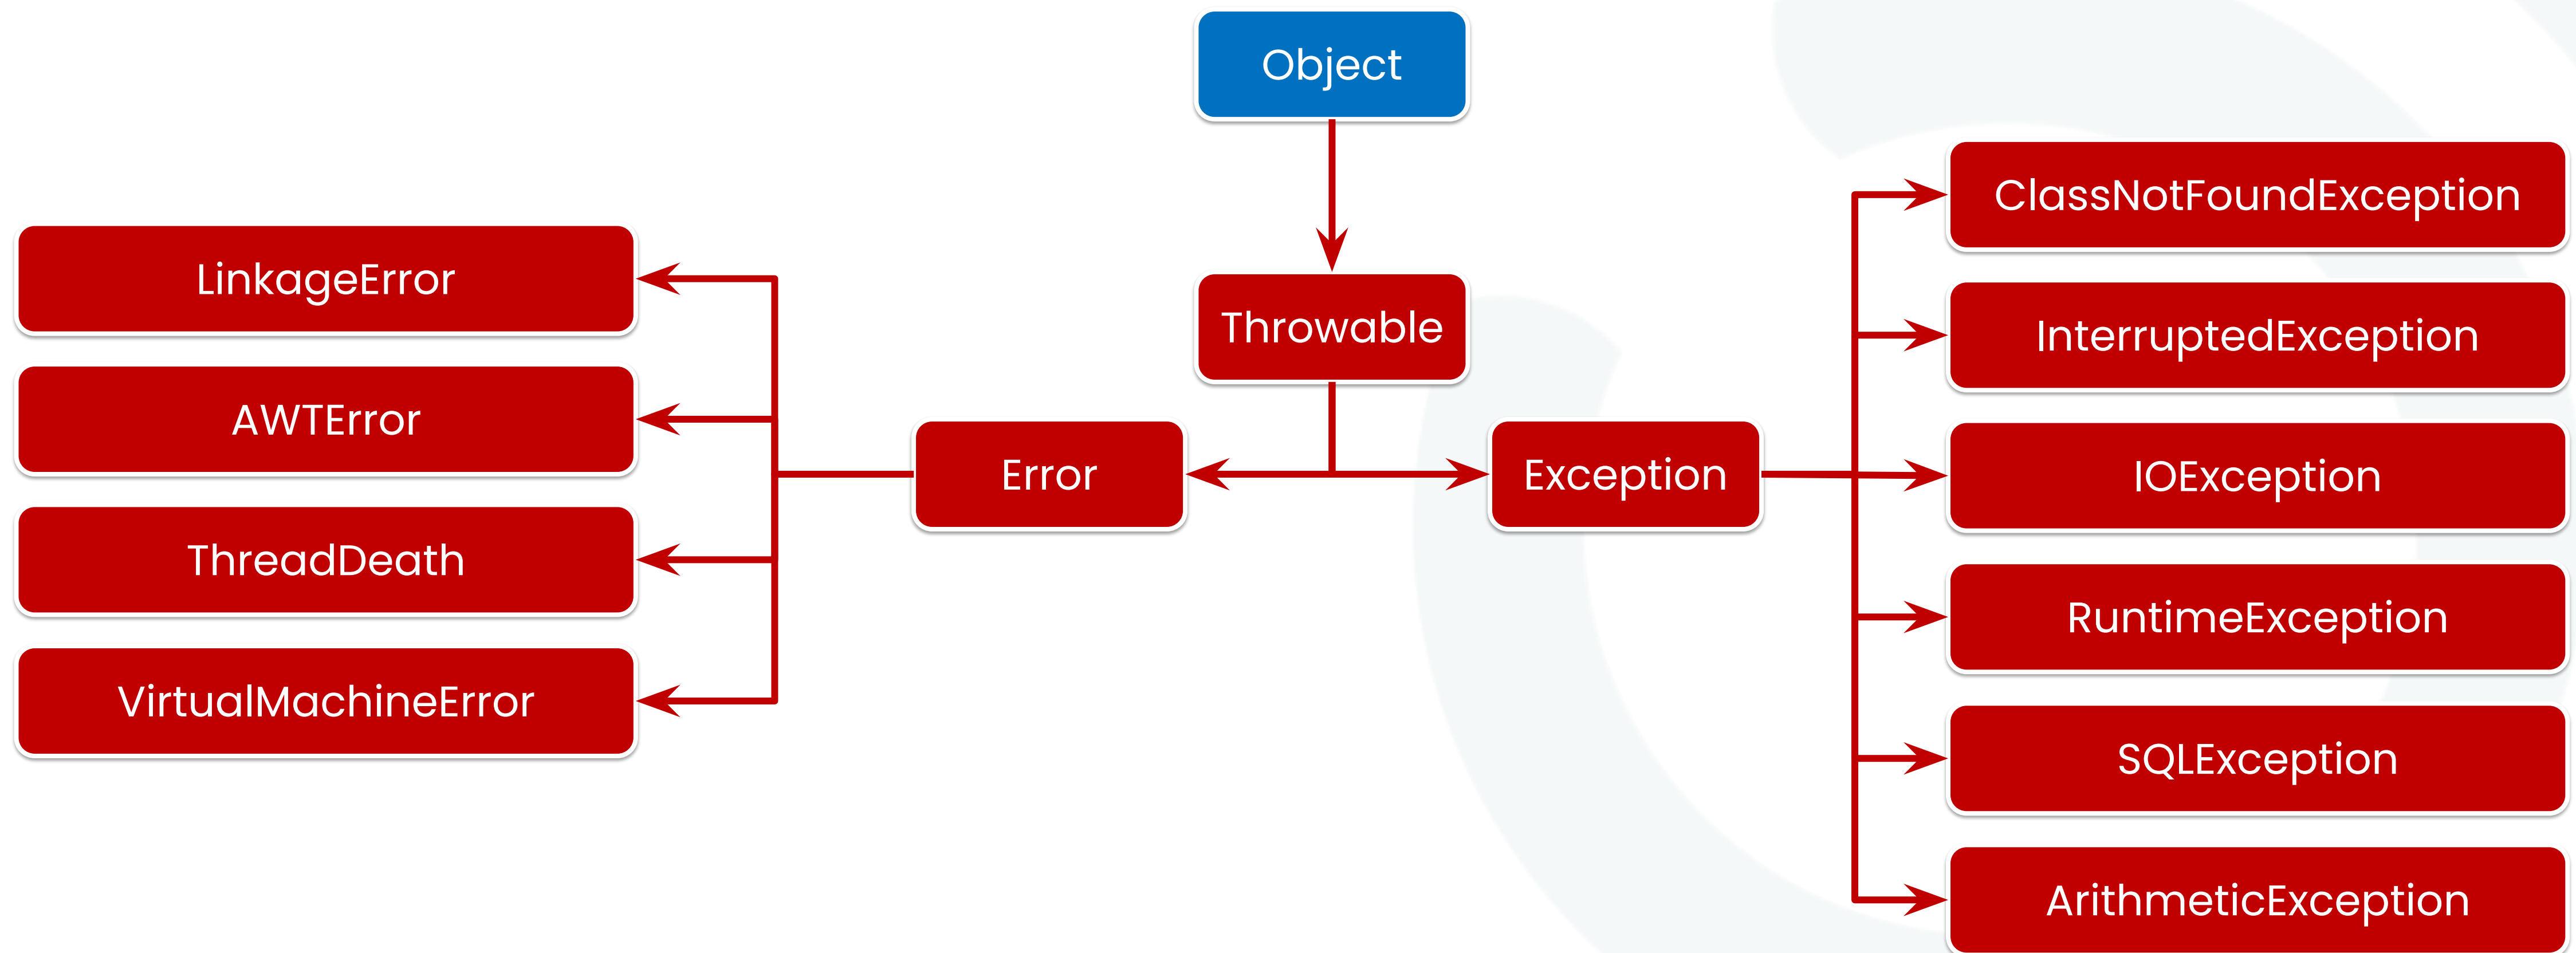 Object
Throwable
Error
Exception
LinkageError
AWTError
ThreadDeath
VirtualMachineError
ClassNotFoundException
InterruptedException
IOException
RuntimeException
SQLException
ArithmeticException